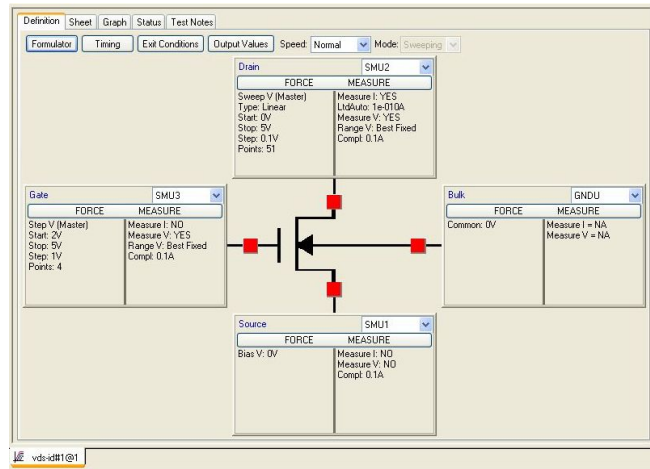 Definition Sheet Graph Status Test Notes
Formulator Timing Exit Conditions Output Values Speed: Normal Mode: Sweeping
Drain SMU2
FORCE MEASURE
Sweep V (Master)
Type: Linear
Start: 0V
Stop: 5V
Step: 0.1V
Points: 51
Measure I: YES
LtdAuto: 1e-010A
Measure V: YES
Range V: Best Fixed
Compl: 0.1A
Gate SMU3
FORCE MEASURE
Step V (Master)
Start: 2V
Stop: 5V
Step: 1V
Points: 4
Measure I: NO
Measure V: YES
Range V: Best Fixed
Compl: 0.1A
Bulk GNDU
FORCE MEASURE
Common: 0V
Measure I = NA
Measure V = NA
Source SMU1
FORCE MEASURE
Bias V: 0V
Measure I: NO
Measure V: NO
Compl: 0.1A
vds-id#1@1